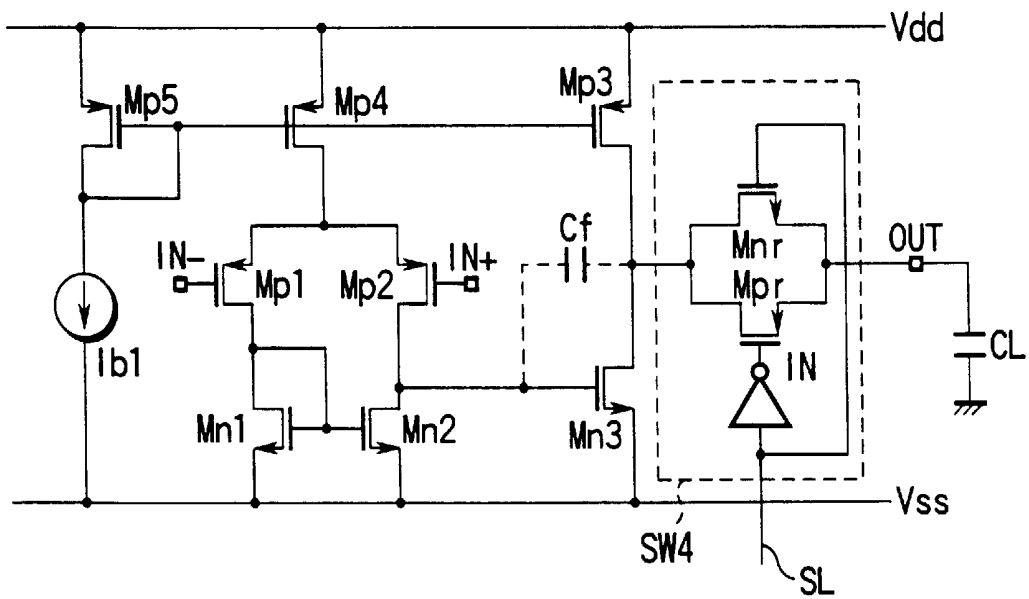 Vdd
Mp5
Mp4
Mp3
IN-
Mp1
Mp2
IN+
Cf
Mnr
Mpr
OUT
Ib1
IN
CL
Mn1
Mn2
Mn3
Vss
SW4
SL